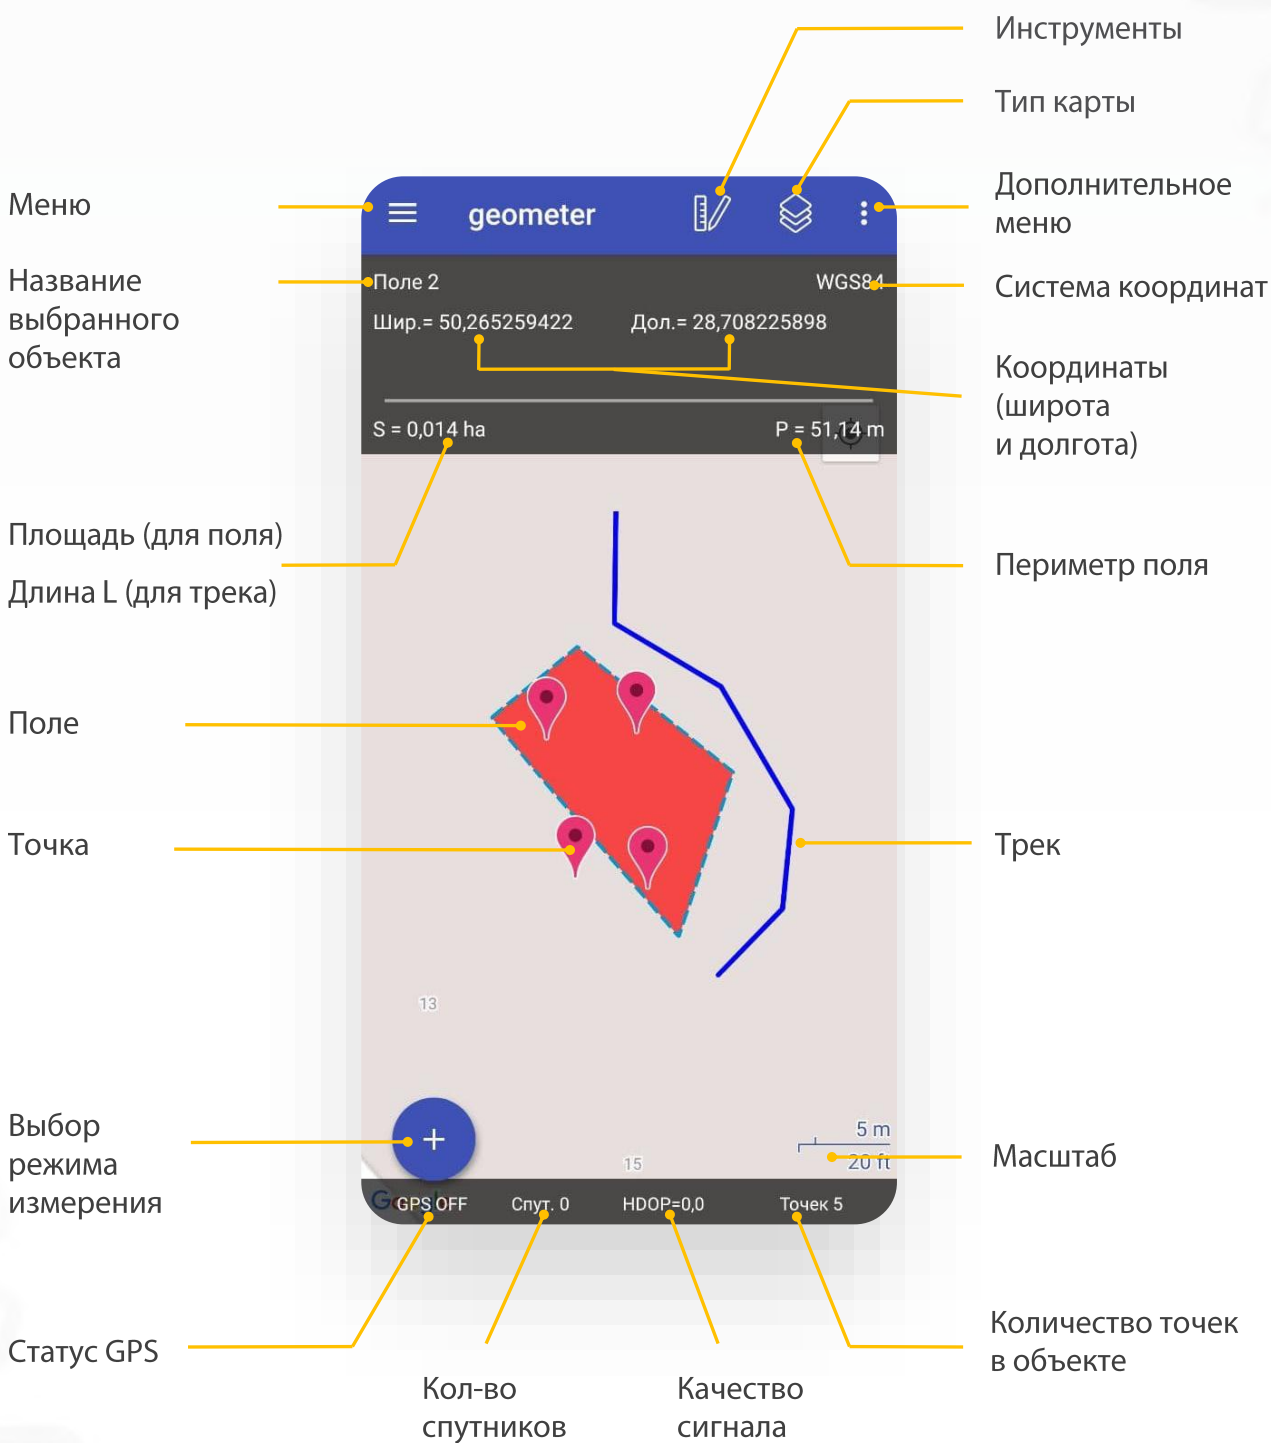 Инструменты
Тип карты
Дополнительное
меню
Меню
geometer
Название
выбранного
объекта
Поле 2
WGS84
Система координат
Шир.= 50,265259422
Дол.= 28,708225898
Координаты
(широта
и долгота)
S = 0,014 ha
P = 51,14 m
Площадь (для поля)
Длина L (для трека)
Периметр поля
Поле
Точка
Трек
13
Выбор
режима
измерения
+
15
5 m
20 ft
Масштаб
Google
GPS OFF
Спут. 0
HDOP=0,0
Точек 5
Статус GPS
Кол-во
спутников
Качество
сигнала
Количество точек
в объекте